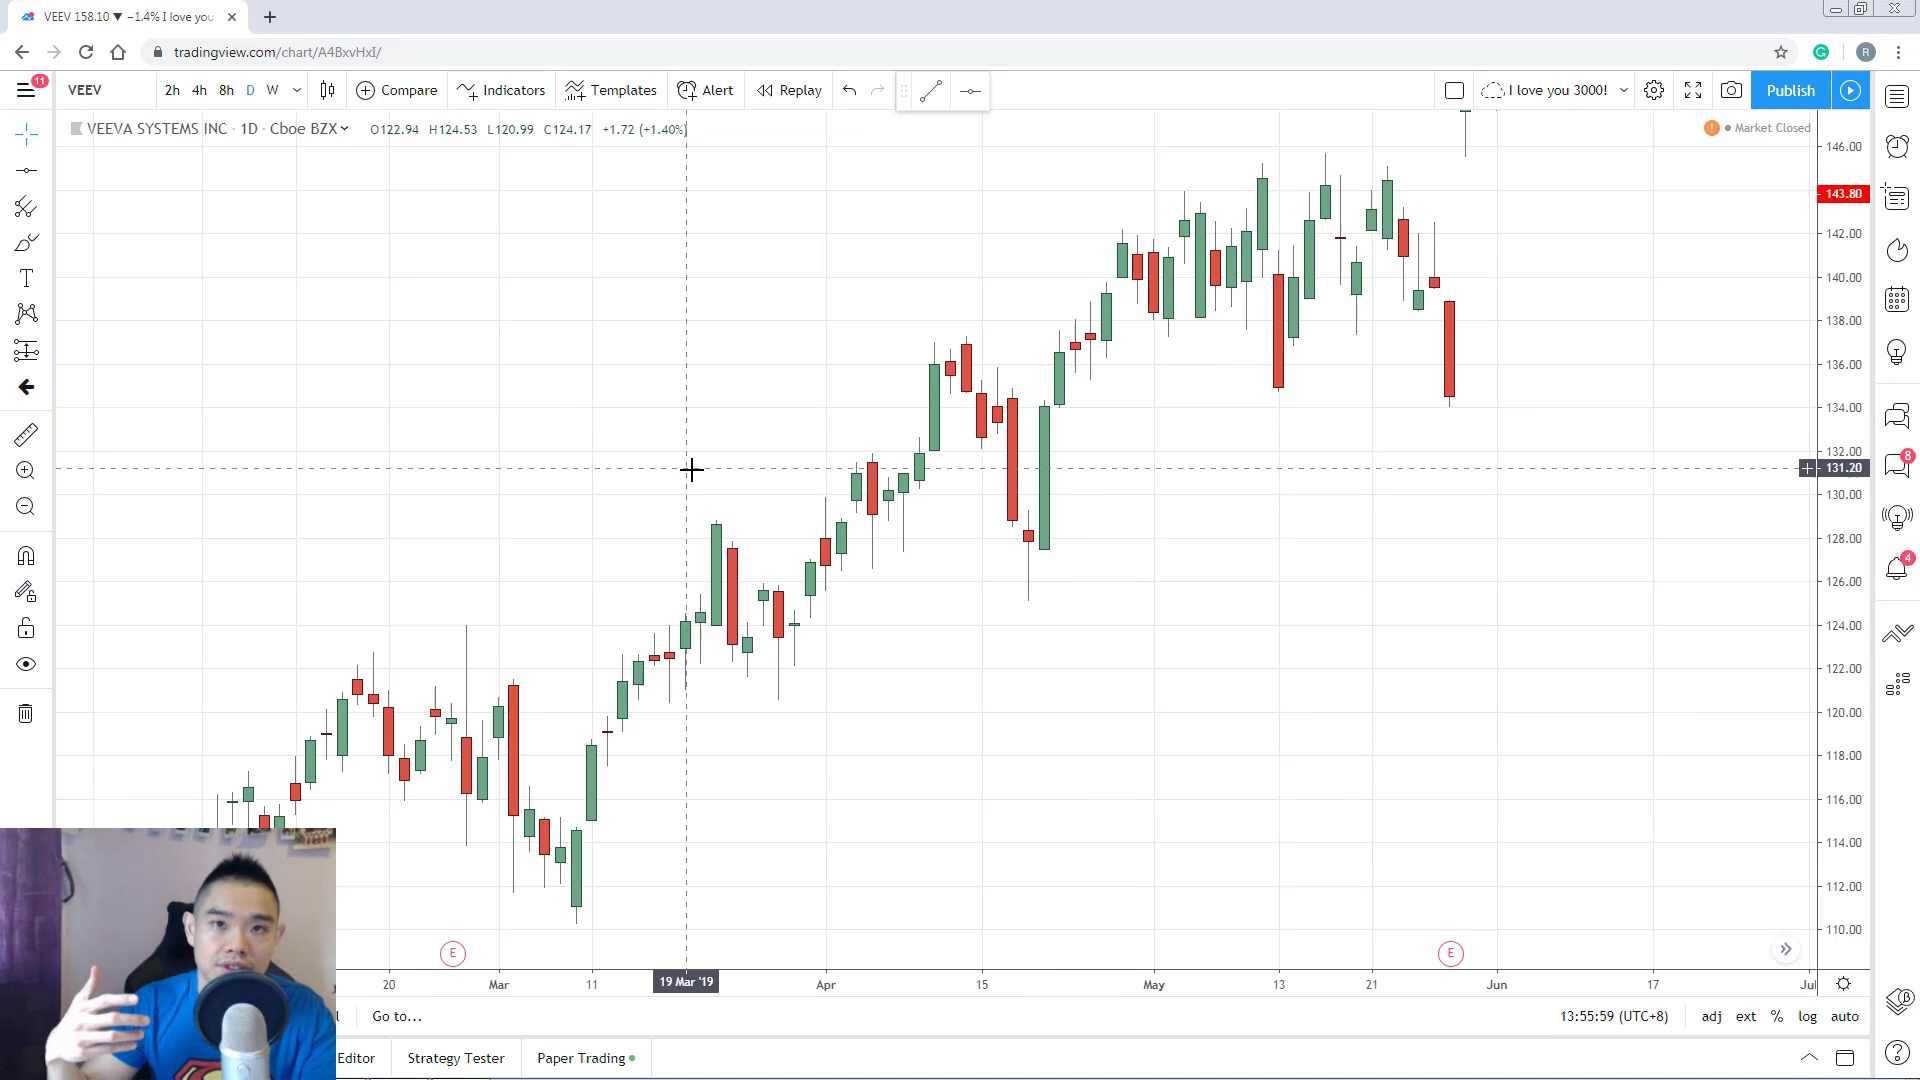 VEEV 158.10 ▼ −1.4% I love you
tradingview.com/chart/A4BxvHxI/
R
11
VEEV
2h 4h 8h D W
Compare
Indicators
Templates
Alert
Replay
I love you 3000!
Publish
VEEVA SYSTEMS INC · 1D · Cboe BZX
O122.94 H124.53 L120.99 C124.17 +1.72 (+1.40%)
Market Closed
146.00
143.80
142.00
140.00
138.00
136.00
134.00
132.00
131.20
130.00
128.00
126.00
124.00
122.00
120.00
118.00
116.00
114.00
112.00
110.00
8
4
T
E
E
20 Mar 11 19 Mar '19 Apr 15 May 13 21 Jun 17 Jul
Go to...
13:55:59 (UTC+8)
adj ext % log auto
Editor
Strategy Tester
Paper Trading